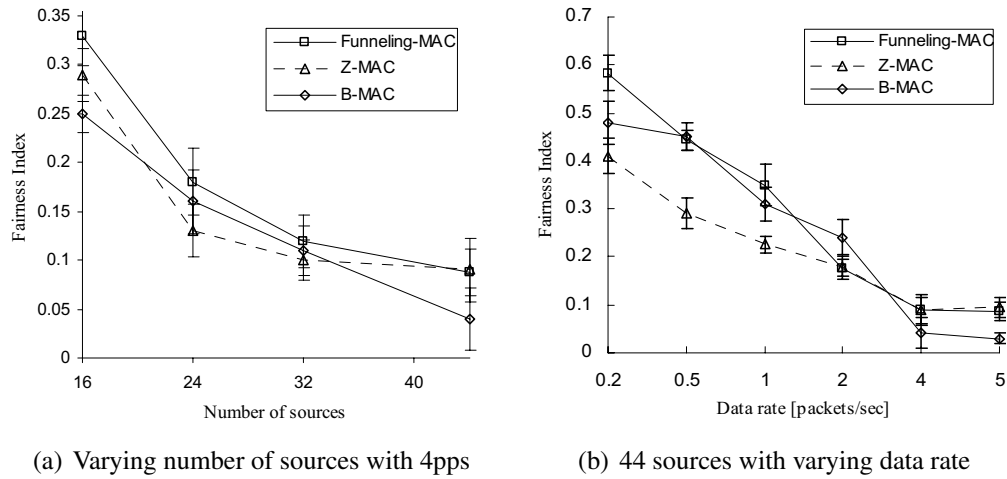 0.35
0.3
0.25
0.2
0.15
0.1
0.05
0
Fairness Index
16
24
32
40
Number of sources
Funneling-MAC
Z-MAC
B-MAC
(a) Varying number of sources with 4pps
0.7
0.6
0.5
0.4
0.3
0.2
0.1
0
Fairness Index
0.2
0.5
1
2
4
5
Data rate [packets/sec]
Funneling-MAC
Z-MAC
B-MAC
(b) 44 sources with varying data rate